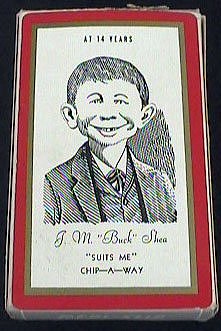 AT 14 YEARS
J. M. "Buck" Shea
"SUITS ME"
CHIP—A—WAY